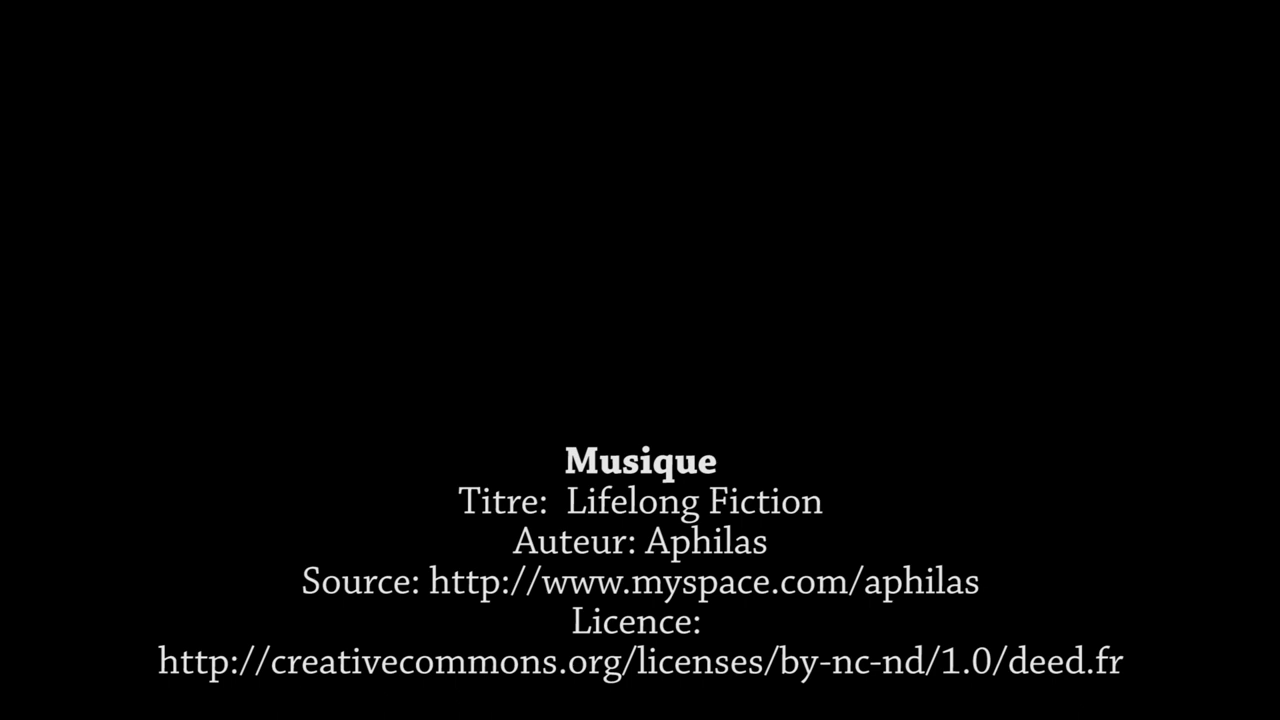 Musique
Titre:  Lifelong Fiction
Auteur: Aphilas
Source: http://www.myspace.com/aphilas
Licence:
http://creativecommons.org/licenses/by-nc-nd/1.0/deed.fr